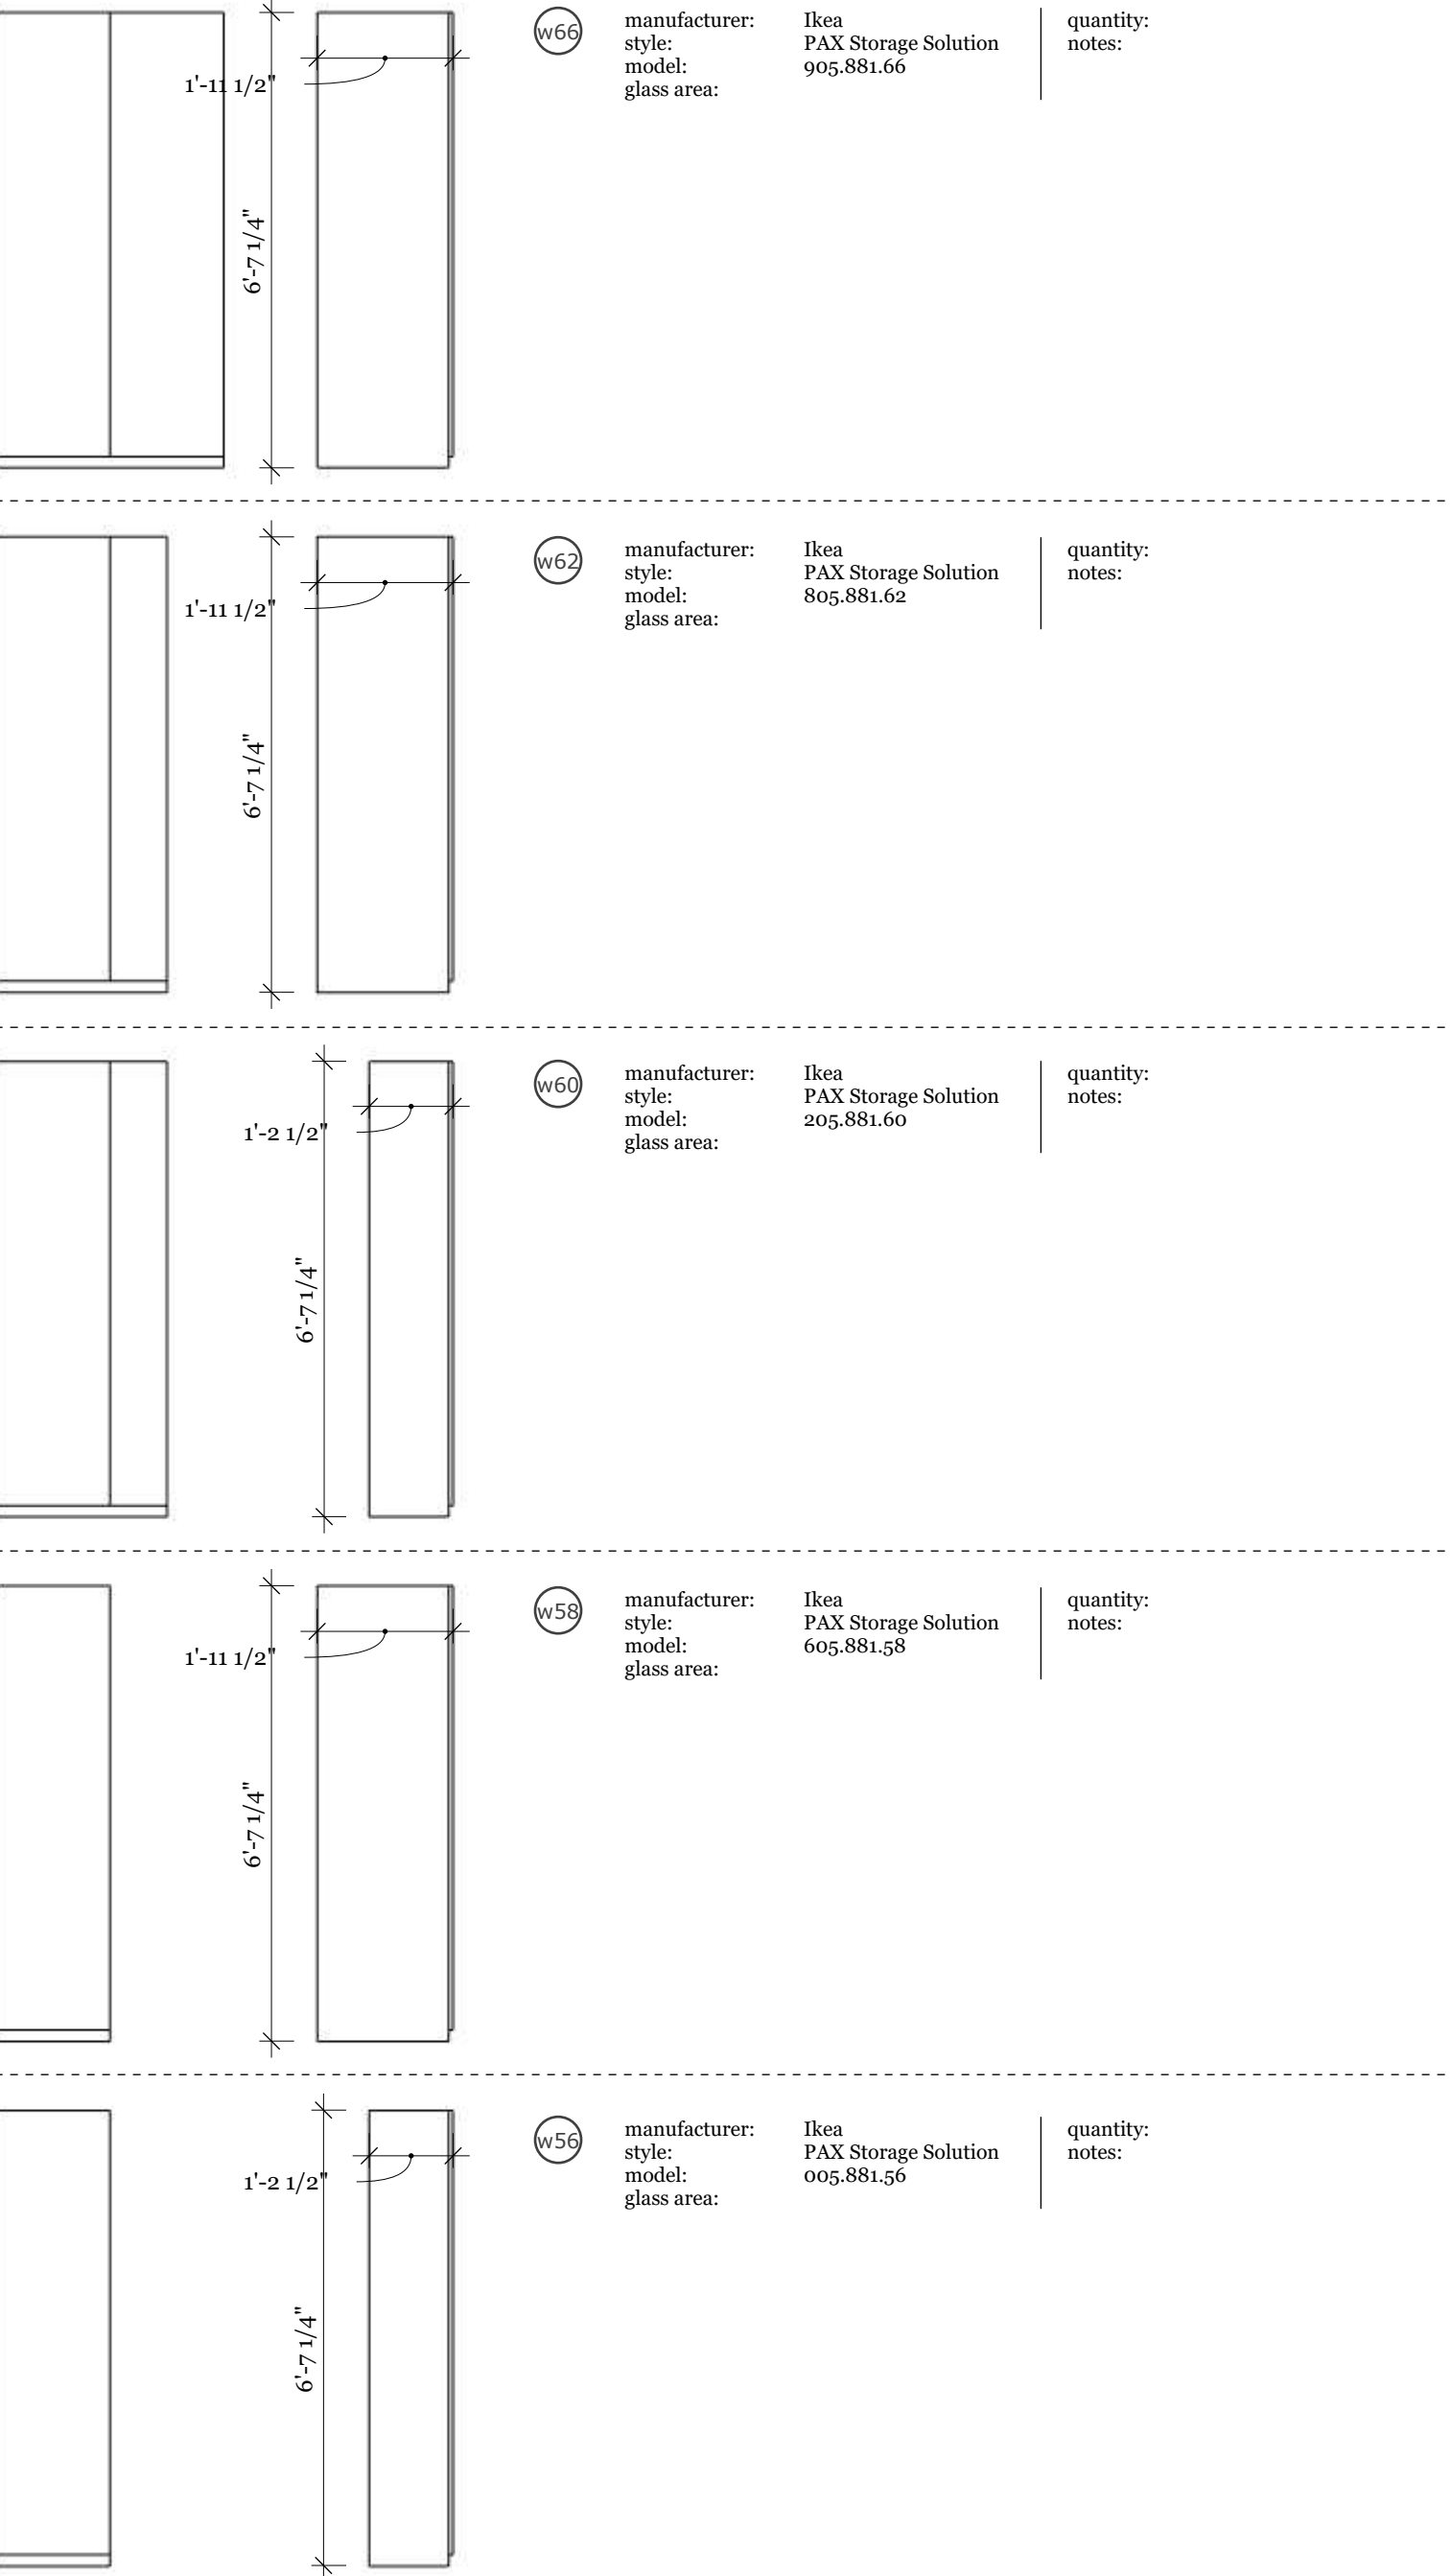 w66
manufacturer: Ikea quantity:
style: PAX Storage Solution notes:
model: 905.881.66
glass area:
1'-11 1/2"
6'-7 1/4"
w62
manufacturer: Ikea quantity:
style: PAX Storage Solution notes:
model: 805.881.62
glass area:
1'-11 1/2"
6'-7 1/4"
w60
manufacturer: Ikea quantity:
style: PAX Storage Solution notes:
model: 205.881.60
glass area:
1'-2 1/2"
6'-7 1/4"
w58
manufacturer: Ikea quantity:
style: PAX Storage Solution notes:
model: 605.881.58
glass area:
1'-11 1/2"
6'-7 1/4"
w56
manufacturer: Ikea quantity:
style: PAX Storage Solution notes:
model: 005.881.56
glass area:
1'-2 1/2"
6'-7 1/4"